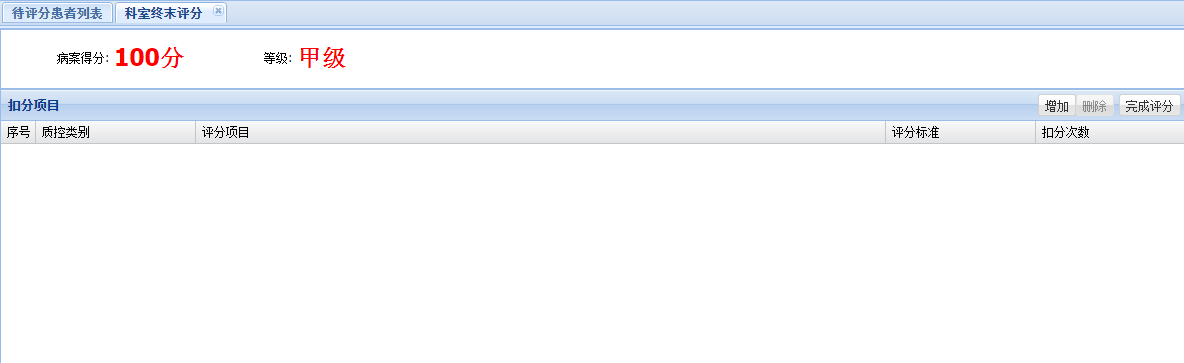 待评分患者列表 科室终末评分
病案得分: 100分 等级: 甲级
扣分项目 增加 删除 完成评分
序号 质控类别 评分项目 评分标准 扣分次数